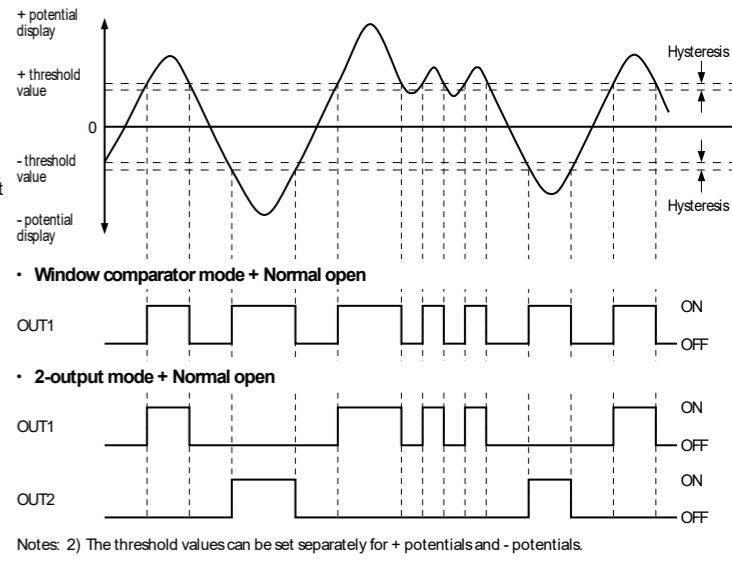 + potential
display
+ threshold
value
Hysteresis
0
- threshold
value
t
Hysteresis
- potential
display
• Window comparator mode + Normal open
ON
OUT1
OFF
• 2-output mode + Normal open
ON
OUT1
OFF
ON
OUT2
OFF
Notes: 2) The threshold values can be set separately for + potentials and - potentials.